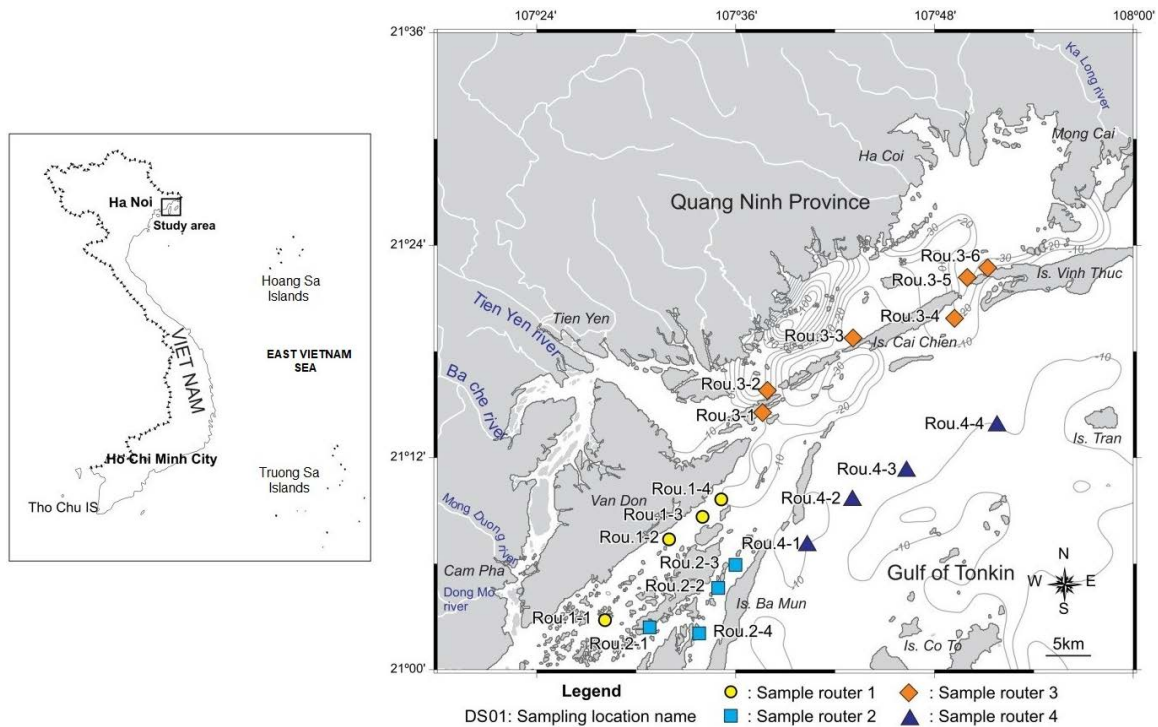 Ha Noi
Study area
Hoang Sa
Islands
VIET NAM
EAST VIETNAM
SEA
Ho Chi Minh City
Truong Sa
Islands
Tho Chu IS
107°24'
107°36'
107°48'
108°00'
21°36'
21°24'
21°12'
21°00'
Ka Long river
Mong Cai
Ha Coi
Quang Ninh Province
Tien Yen river
Tien Yen
Ba che river
Rou.3-6
Rou.3-5
Is. Vinh Thuc
Rou.3-4
Rou.3-3
Is. Cai Chien
Rou.3-2
Rou.3-1
Rou.4-4
Is. Tran
Rou.4-3
Rou.4-2
Rou.4-1
Van Don
Rou.1-4
Rou.1-3
Rou.1-2
Mong Duong river
Cam Pha
Dong Mo
river
Rou.2-3
Rou.2-2
Rou.1-1
Rou.2-1
Rou.2-4
Is. Ba Mun
Gulf of Tonkin
Is. Co To
N
W
E
S
5km
-10
-20
-30
Legend
DS01: Sampling location name
: Sample router 1
: Sample router 2
: Sample router 3
: Sample router 4